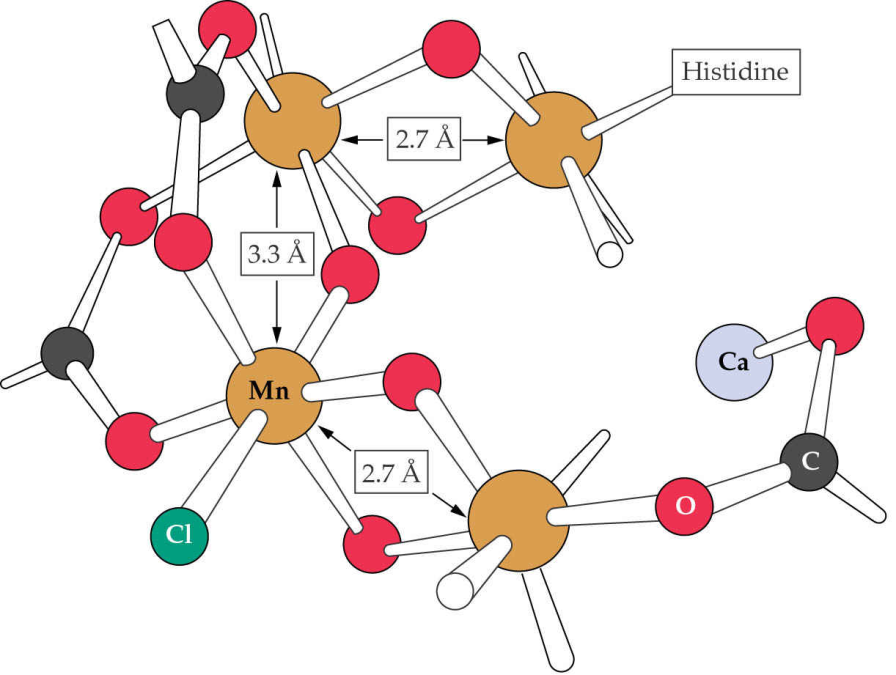 Histidine
2.7 Å
3.3 Å
Ca
Mn
2.7 Å
C
O
Cl